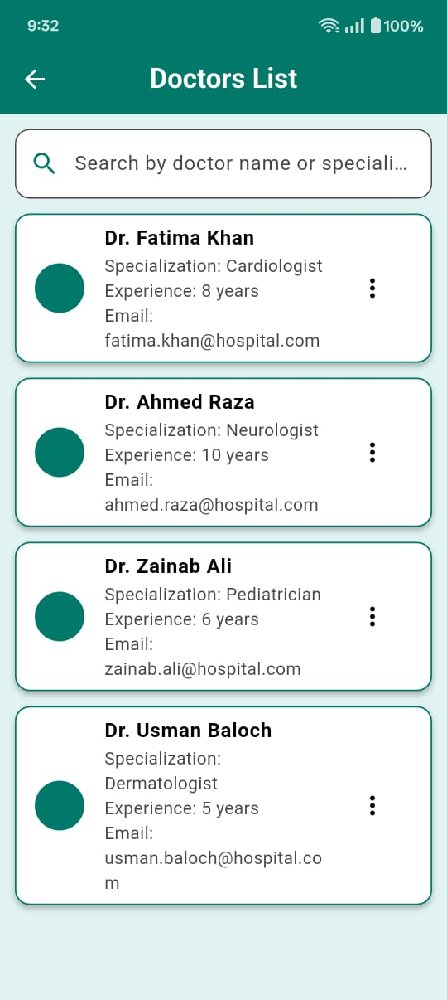 9:32
100%
Doctors List
Search by doctor name or speciali...
Dr. Fatima Khan
Specialization: Cardiologist
Experience: 8 years
Email:
fatima.khan@hospital.com
Dr. Ahmed Raza
Specialization: Neurologist
Experience: 10 years
Email:
ahmed.raza@hospital.com
Dr. Zainab Ali
Specialization: Pediatrician
Experience: 6 years
Email:
zainab.ali@hospital.com
Dr. Usman Baloch
Specialization:
Dermatologist
Experience: 5 years
Email:
usman.baloch@hospital.co
m